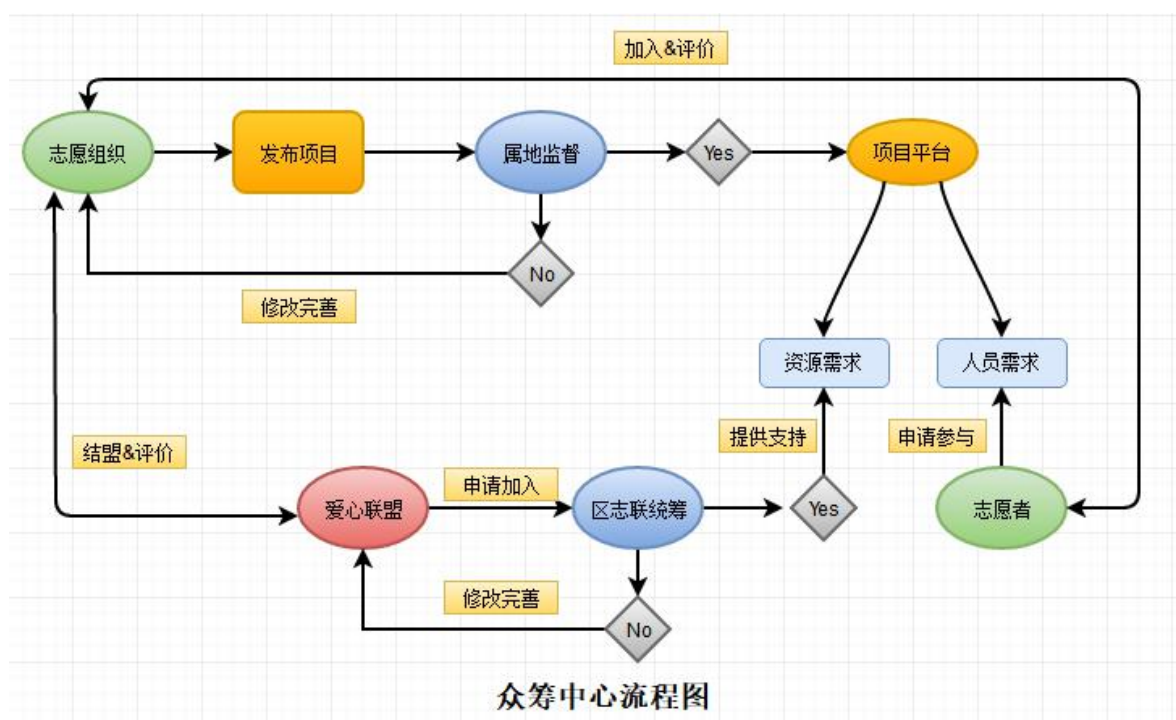 加入&评价
志愿组织
发布项目
属地监督
Yes
项目平台
No
修改完善
资源需求
人员需求
提供支持
申请参与
结盟&评价
爱心联盟
申请加入
区志联统筹
Yes
志愿者
修改完善
No
众筹中心流程图